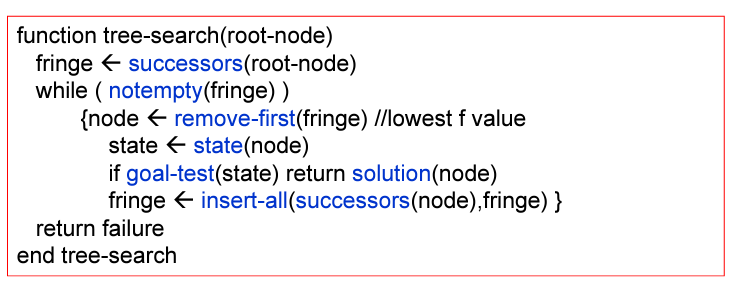 function tree-search(root-node)
fringe ← successors(root-node)
while ( notempty(fringe) )
{node ← remove-first(fringe) //lowest f value
state ← state(node)
if goal-test(state) return solution(node)
fringe ← insert-all(successors(node),fringe) }
return failure
end tree-search